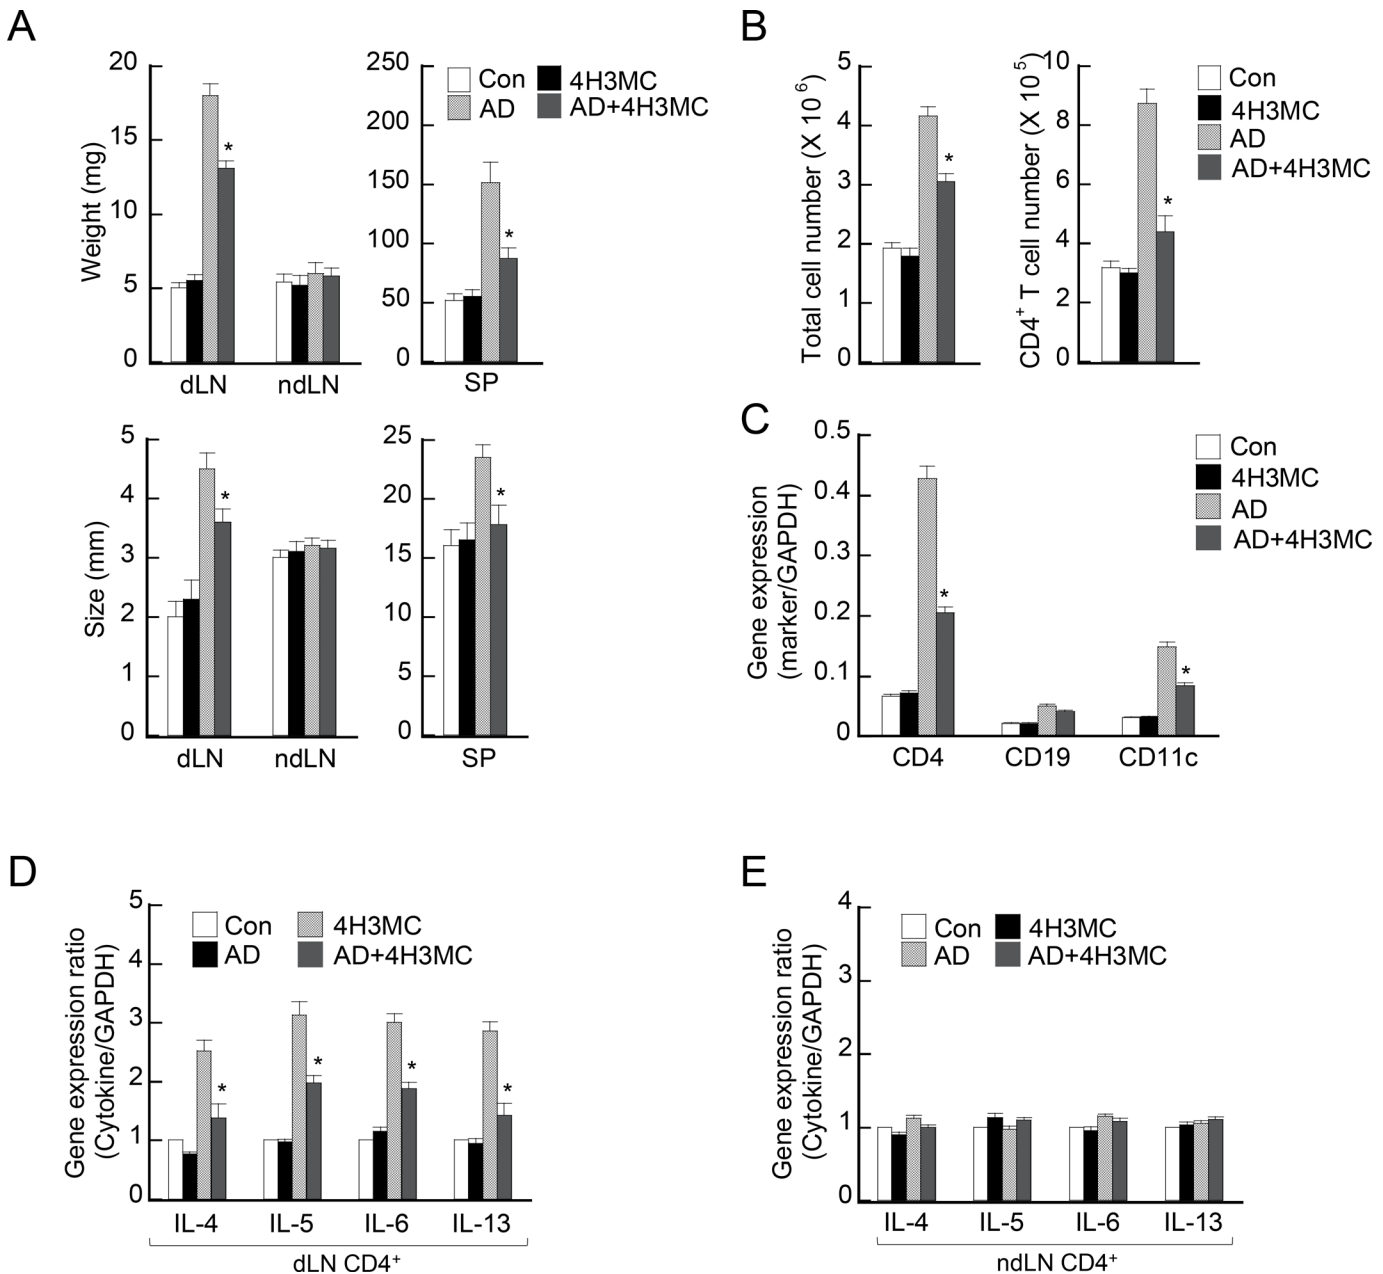 A
20
15
10
5
0
Weight (mg)
*
dLN
ndLN
250
200
150
100
50
0
Con
4H3MC
AD
AD+4H3MC
*
SP
5
4
3
2
1
0
Size (mm)
*
dLN
ndLN
25
20
15
10
5
0
*
SP
B
5
4
3
2
1
0
Total cell number (X 10⁶)
*
10
8
6
4
2
0
CD4⁺ T cell number (X 10⁵)
*
Con
4H3MC
AD
AD+4H3MC
C
0.5
0.4
0.3
0.2
0.1
0
Gene expression
(marker/GAPDH)
*
*
CD4
CD19
CD11c
Con
4H3MC
AD
AD+4H3MC
D
5
4
3
2
1
0
Gene expression ratio
(Cytokine/GAPDH)
Con
4H3MC
AD
AD+4H3MC
*
*
*
*
IL-4
IL-5
IL-6
IL-13
dLN CD4⁺
E
4
3
2
1
0
Gene expression ratio
(Cytokine/GAPDH)
Con
4H3MC
AD
AD+4H3MC
IL-4
IL-5
IL-6
IL-13
ndLN CD4⁺